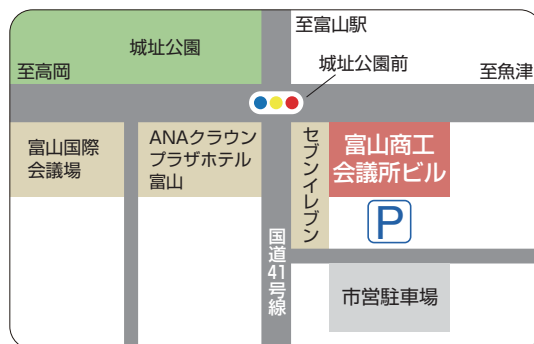 至富山駅
城址公園
城址公園前
至高岡
至魚津
富山国際
会議場
ANAクラウン
プラザホテル
富山
セブンイレブン
富山商工
会議所ビル
P
国道41号線
市営駐車場